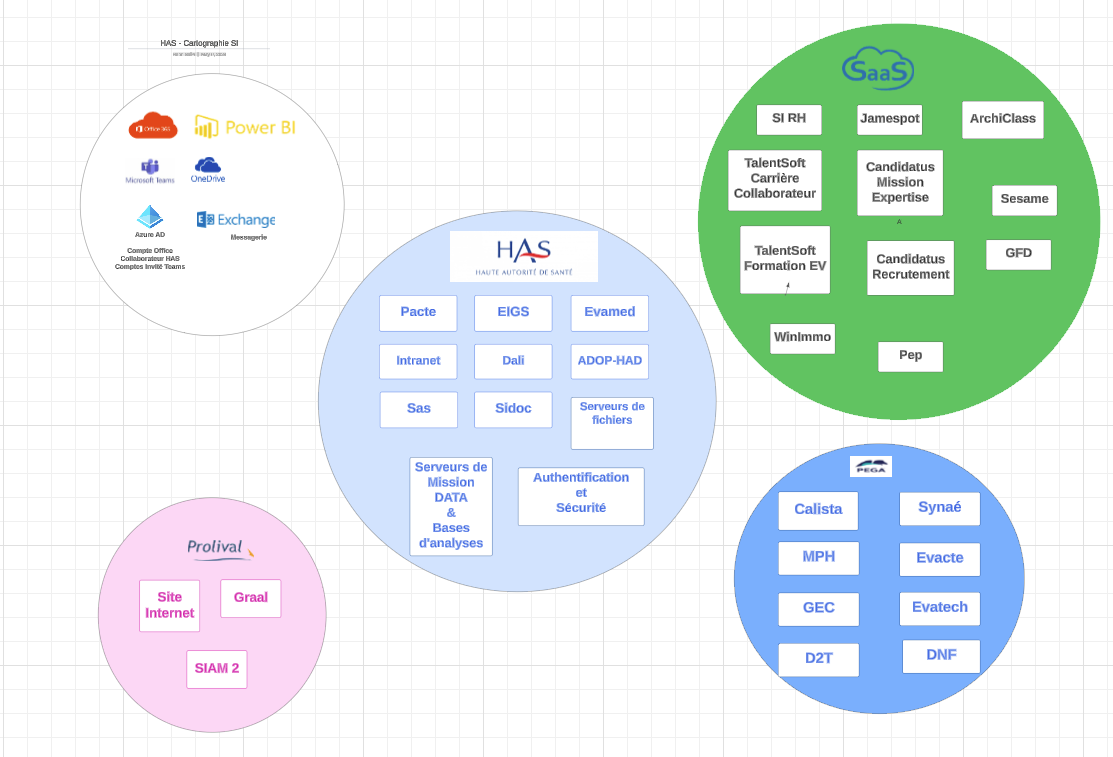 HAS - Cartographie SI
Office 365
Power BI
Microsoft Teams
OneDrive
Azure AD
Exchange
Messagerie
Compte Office
Collaborateur HAS
Comptes Invité Teams
HAS
HAUTE AUTORITÉ DE SANTÉ
Pacte
EIGS
Evamed
Intranet
Dali
ADOP-HAD
Sas
Sidoc
Serveurs de
fichiers
Serveurs de
Mission
DATA
&
Bases
d'analyses
Authentification
et
Sécurité
SaaS
SI RH
Jamespot
ArchiClass
TalentSoft
Carrière
Collaborateur
Candidatus
Mission
Expertise
Sesame
A
TalentSoft
Formation EV
Candidatus
Recrutement
GFD
WinImmo
Pep
Prolival
Site
Internet
Graal
SIAM 2
PEGA
Calista
Synaé
MPH
Evacte
GEC
Evatech
D2T
DNF